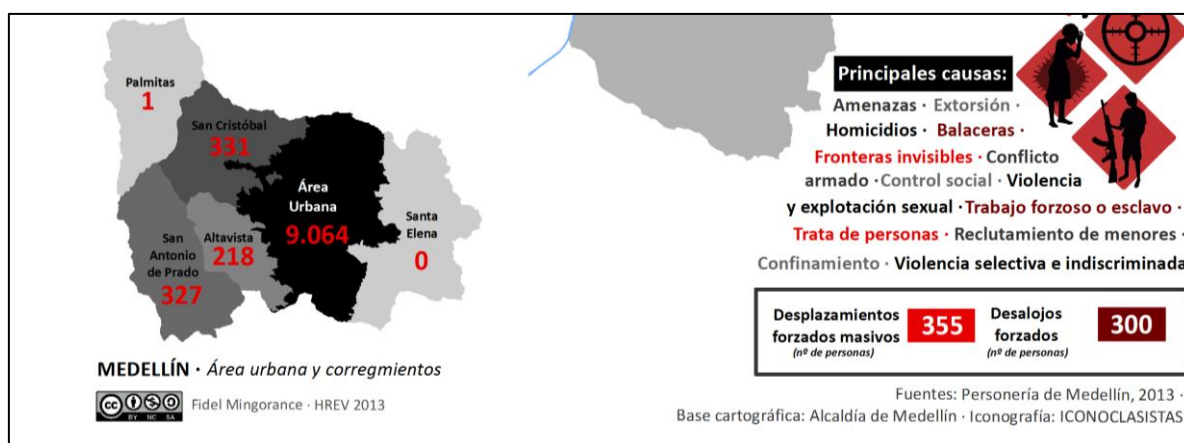 Palmitas
1
San Cristóbal
331
Área
Urbana
9.064
Santa
Elena
0
Altavista
218
San
Antonio
de Prado
327
MEDELLÍN · Área urbana y corregmientos
cc BY NC SA
Fidel Mingorance · HREV 2013
Principales causas:
Amenazas · Extorsión ·
Homicidios · Balaceras ·
Fronteras invisibles · Conflicto
armado · Control social · Violencia
y explotación sexual · Trabajo forzoso o esclavo ·
Trata de personas · Reclutamiento de menores ·
Confinamiento · Violencia selectiva e indiscriminada
Desplazamientos
forzados masivos
(nº de personas)
355
Desalojos
forzados
(nº de personas)
300
Fuentes: Personería de Medellín, 2013 ·
Base cartográfica: Alcaldía de Medellín · Iconografía: ICONOCLASISTAS